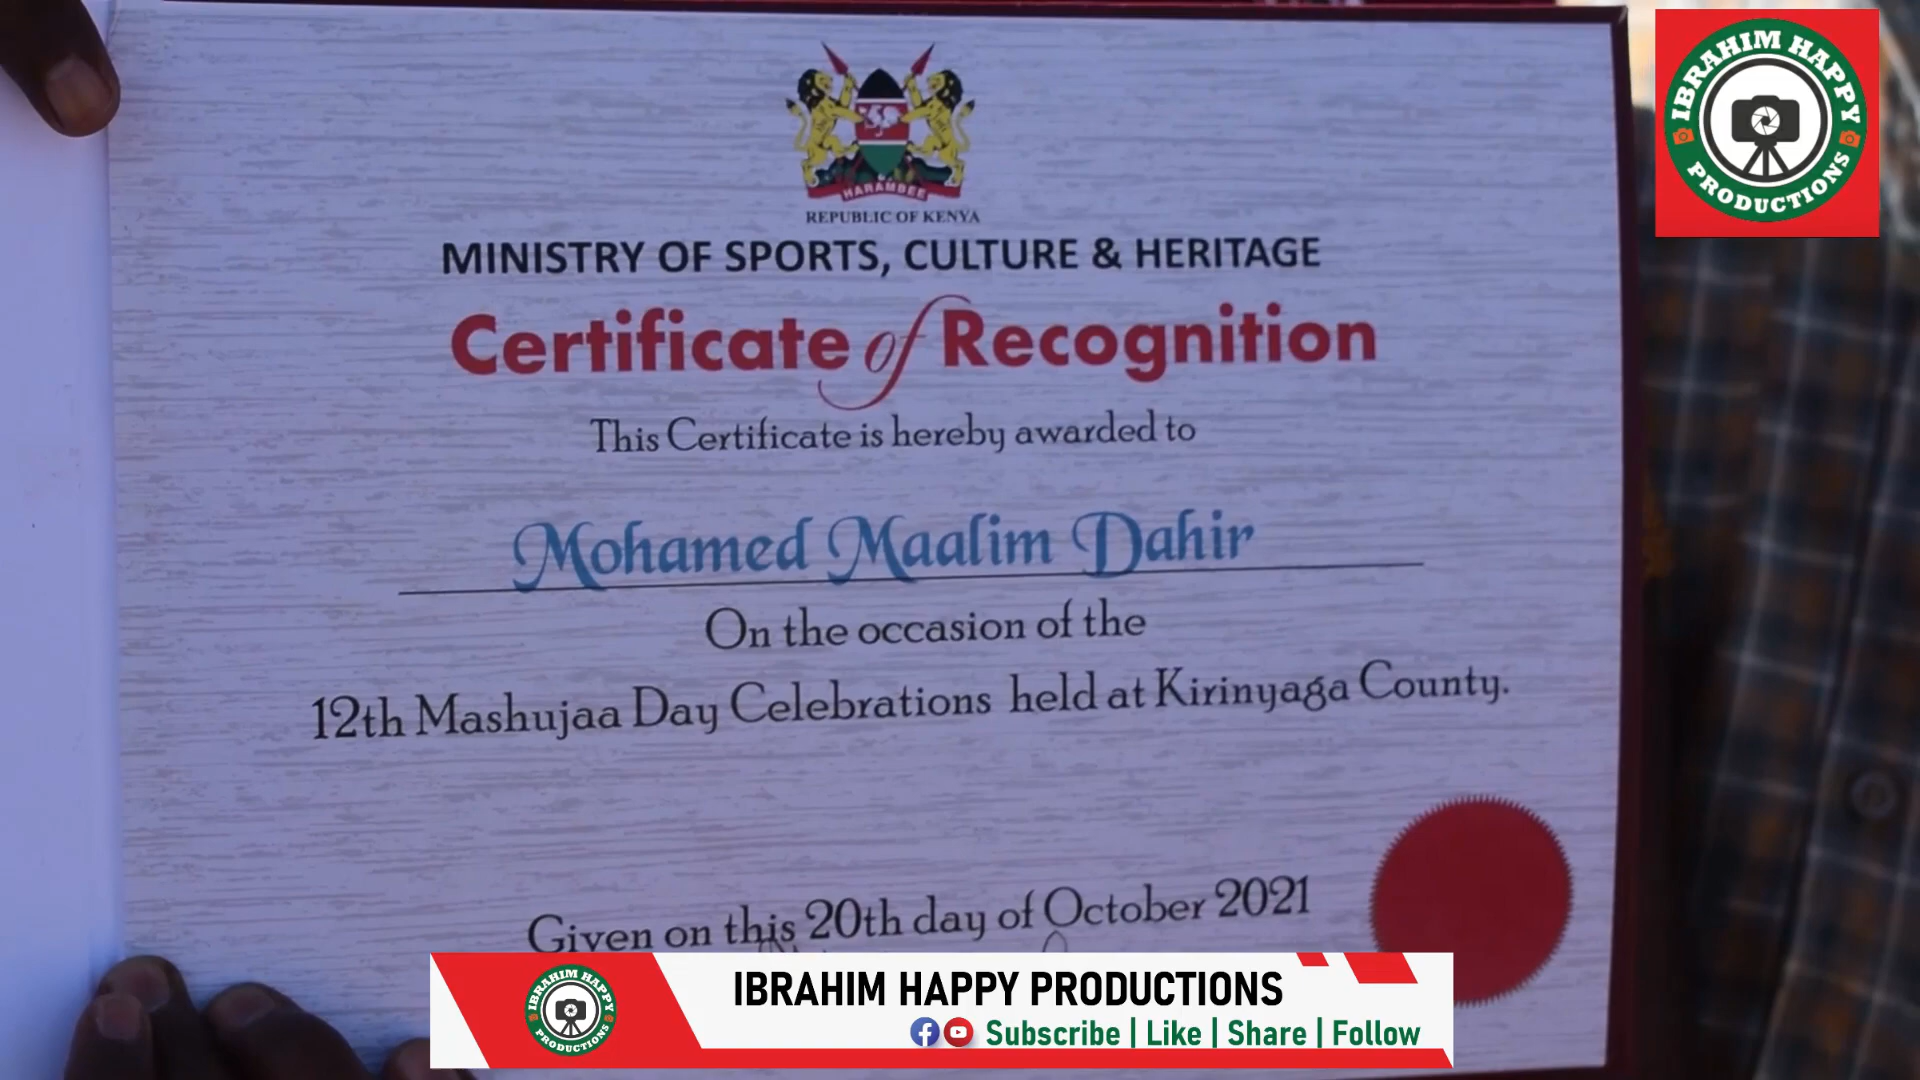 IBRAHIM HAPPY
PRODUCTIONS
HARAMBEE
REPUBLIC OF KENYA
MINISTRY OF SPORTS, CULTURE & HERITAGE
Certificate of Recognition
This Certificate is hereby awarded to
Mohamed Maalim Dahir
On the occasion of the
12th Mashujaa Day Celebrations held at Kirinyaga County.
Given on this 20th day of October 2021
IBRAHIM HAPPY
PRODUCTIONS
IBRAHIM HAPPY PRODUCTIONS
Subscribe | Like | Share | Follow